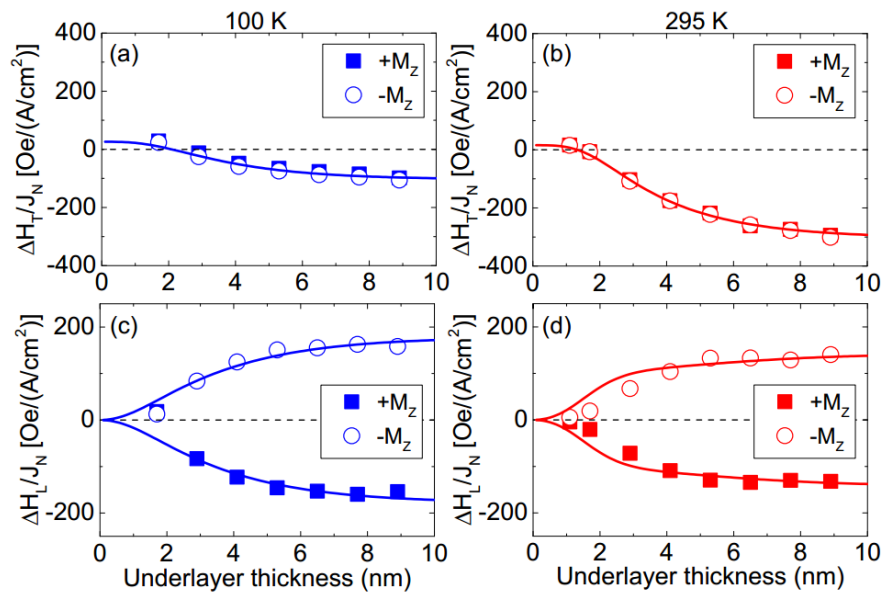 100 K
295 K
(a)
+M_Z
-M_Z
400
200
0
-200
-400
0 2 4 6 8 10
ΔH_T/J_N [Oe/(A/cm²)]
(b)
+M_Z
-M_Z
400
200
0
-200
-400
0 2 4 6 8 10
ΔH_T/J_N [Oe/(A/cm²)]
(c)
+M_Z
-M_Z
200
0
-200
0 2 4 6 8 10
ΔH_L/J_N [Oe/(A/cm²)]
Underlayer thickness (nm)
(d)
+M_Z
-M_Z
200
0
-200
0 2 4 6 8 10
ΔH_L/J_N [Oe/(A/cm²)]
Underlayer thickness (nm)